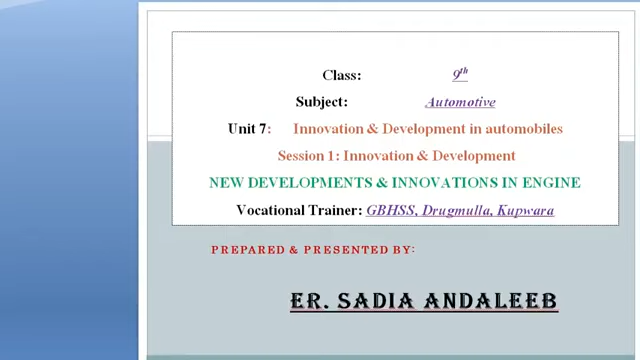 Class: 9th
Subject: Automotive
Unit 7: Innovation & Development in automobiles
Session 1: Innovation & Development
NEW DEVELOPMENTS & INNOVATIONS IN ENGINE
Vocational Trainer: GBHSS, Drugmulla, Kupwara
PREPARED & PRESENTED BY:
ER. SADIA ANDALEEB